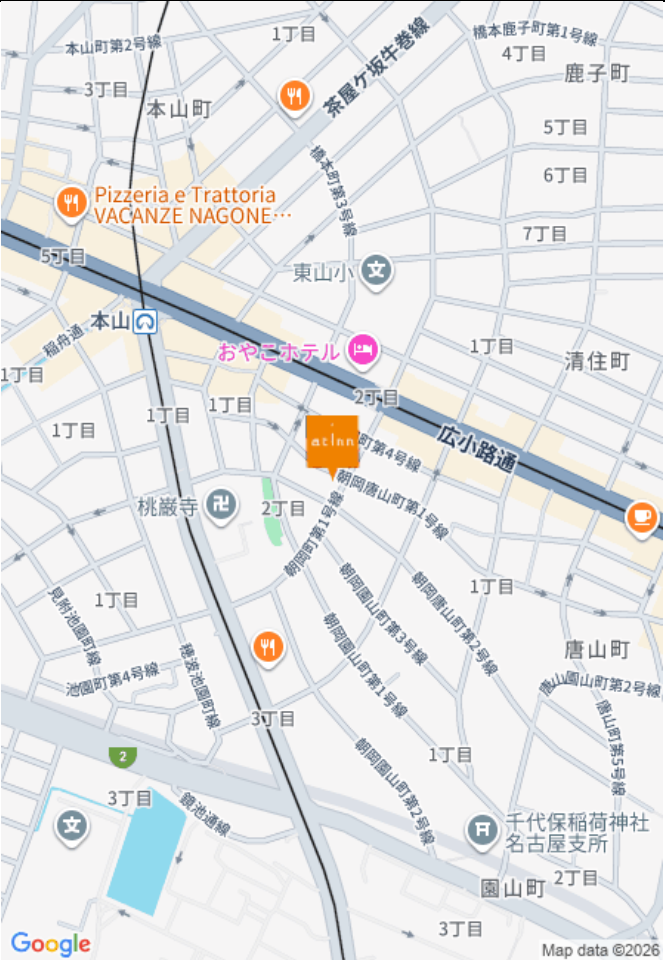 本山町第2号線
1丁目
橋本鹿子町第1号線
4丁目
鹿子町
茶屋ケ坂牛巻線
3丁目
本山町
5丁目
橋本町第3号線
6丁目
Pizzeria e Trattoria
VACANZE NAGONE…
7丁目
5丁目
東山小
本山
稲舟通
おやこホテル
1丁目
清住町
1丁目
2丁目
1丁目
1丁目
1丁目
atInn
町第4号線
広小路通
朝岡唐山町第1号線
桃巌寺
2丁目
朝岡町第1号線
1丁目
1丁目
見附池園町線
朝岡園山町第3号線
朝岡唐山町第2号線
唐山町
穂波池園町線
朝岡園山町第1号線
池園町第4号線
唐山園山町第2号線
唐山町第5号線
3丁目
1丁目
朝岡園山町第2号線
2
3丁目
鏡池通線
千代保稲荷神社
名古屋支所
2丁目
園山町
3丁目
Google
Map data ©2026